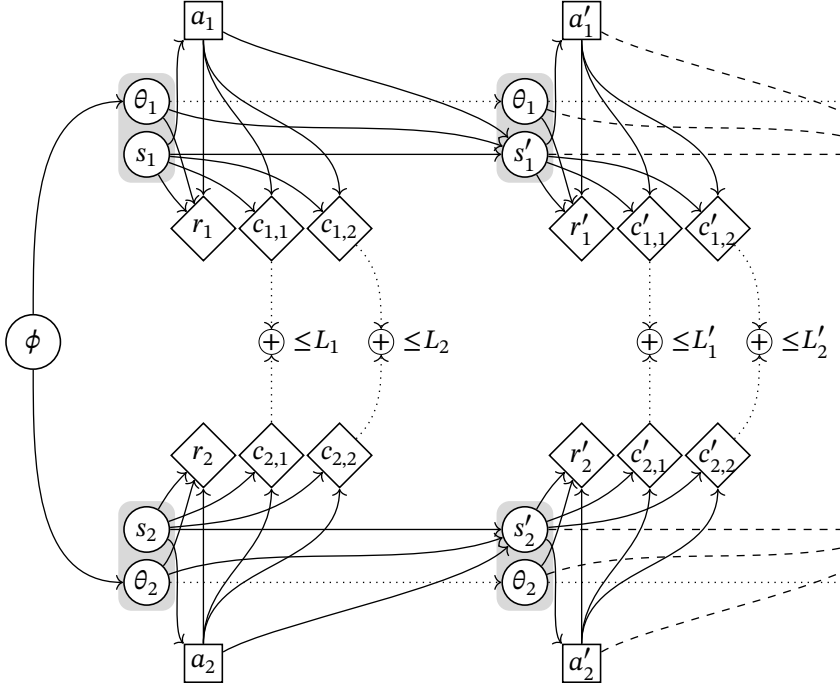 a₁ a′₁
θ₁ θ₁
s₁ s′₁
r₁ c₁,₁ c₁,₂ r′₁ c′₁,₁ c′₁,₂
ϕ + ≤L₁ + ≤L₂ + ≤L′₁ + ≤L′₂
r₂ c₂,₁ c₂,₂ r′₂ c′₂,₁ c′₂,₂
s₂ s′₂
θ₂ θ₂
a₂ a′₂